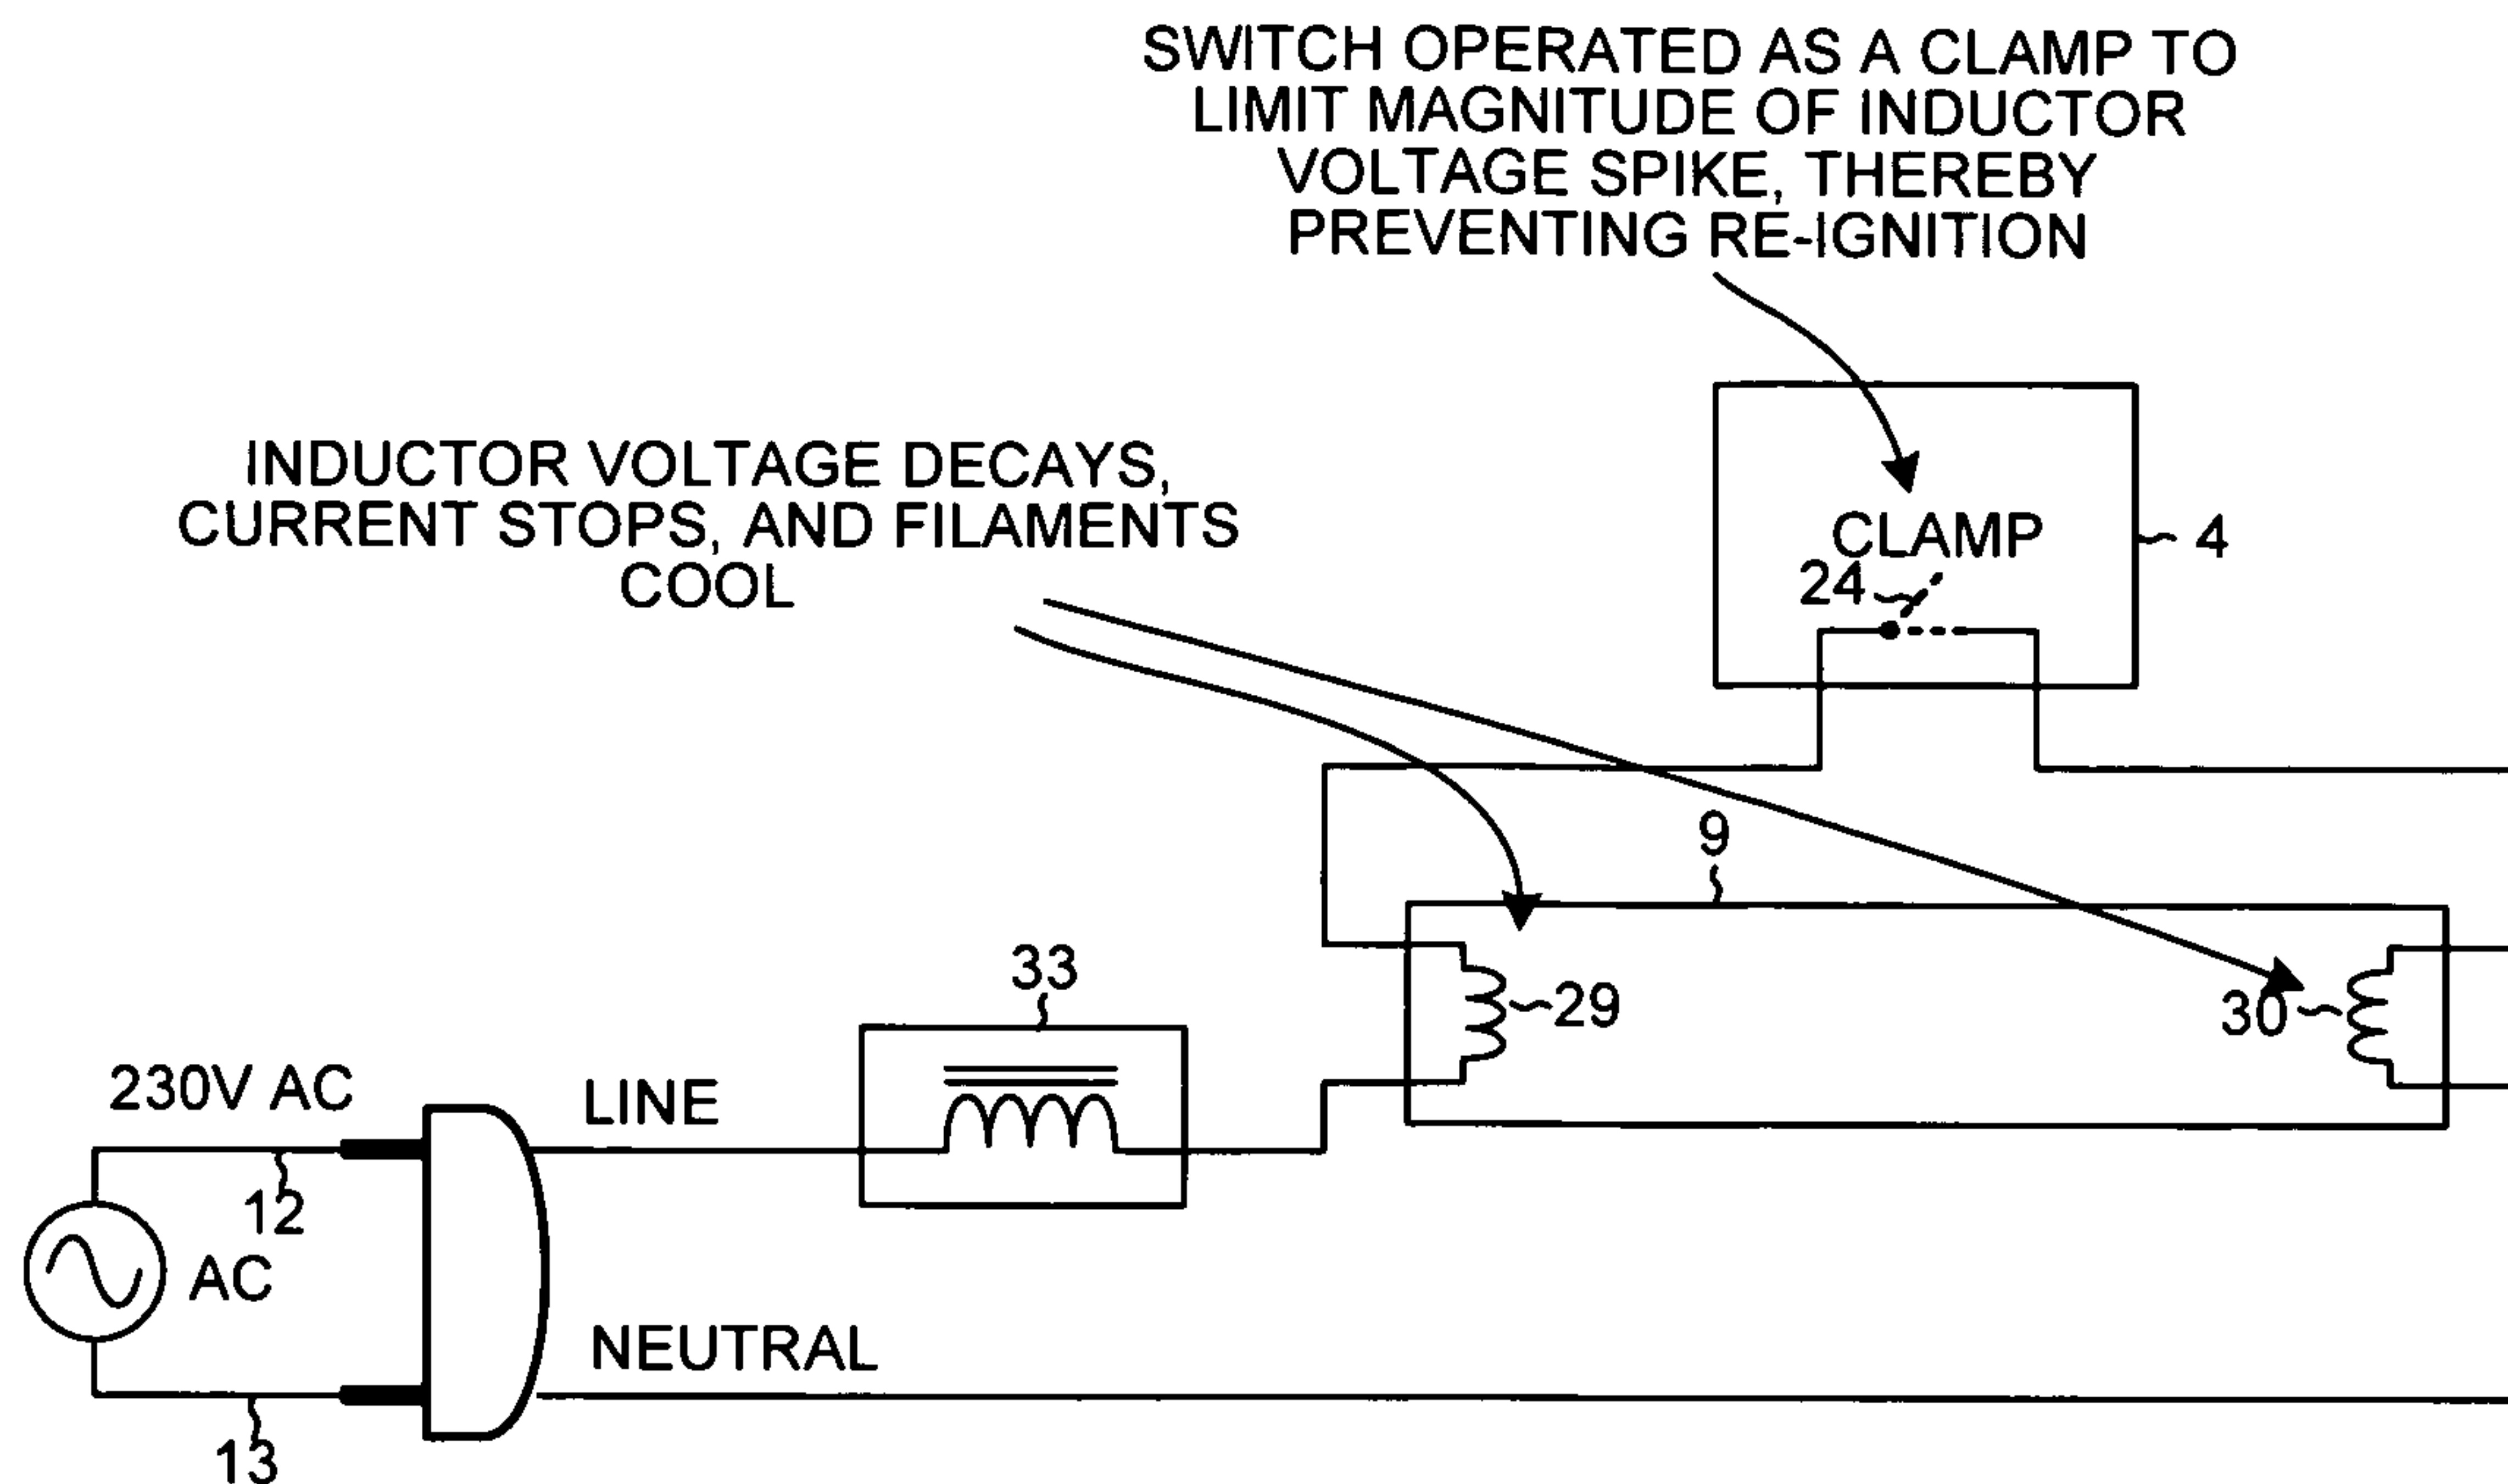 SWITCH OPERATED AS A CLAMP TO
LIMIT MAGNITUDE OF INDUCTOR
VOLTAGE SPIKE, THEREBY
PREVENTING RE-IGNITION
INDUCTOR VOLTAGE DECAYS,
CURRENT STOPS, AND FILAMENTS
COOL
CLAMP
4
24
9
33
29
30
230V AC
LINE
12
AC
NEUTRAL
13